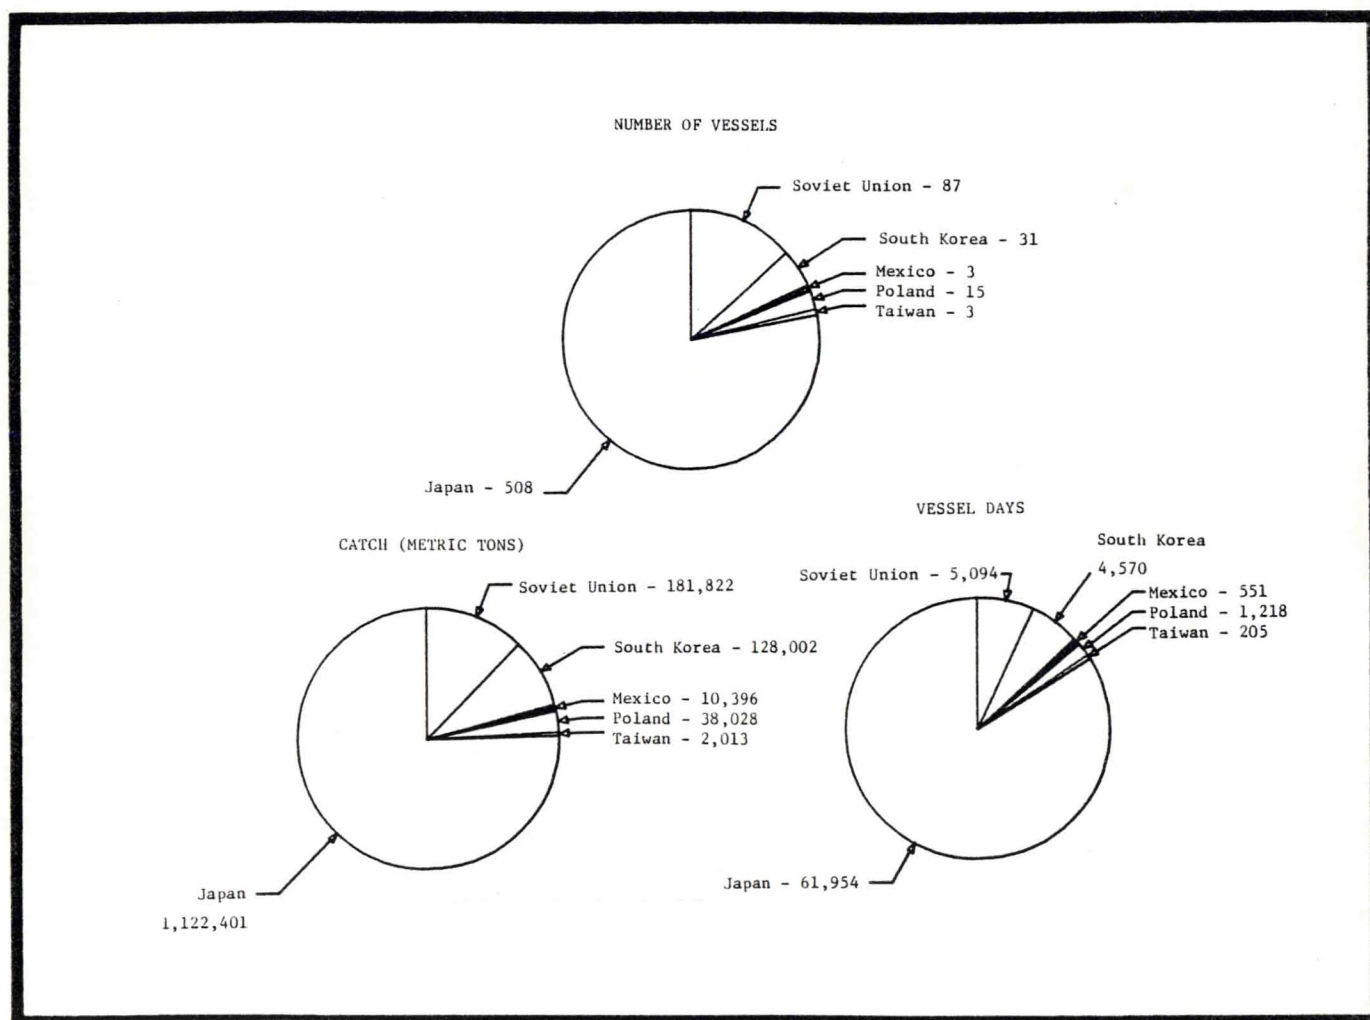 NUMBER OF VESSELS
Soviet Union - 87
South Korea - 31
Mexico - 3
Poland - 15
Taiwan - 3
Japan - 508
CATCH (METRIC TONS)
Soviet Union - 181,822
South Korea - 128,002
Mexico - 10,396
Poland - 38,028
Taiwan - 2,013
Japan
1,122,401
VESSEL DAYS
South Korea
4,570
Soviet Union - 5,094
Mexico - 551
Poland - 1,218
Taiwan - 205
Japan - 61,954